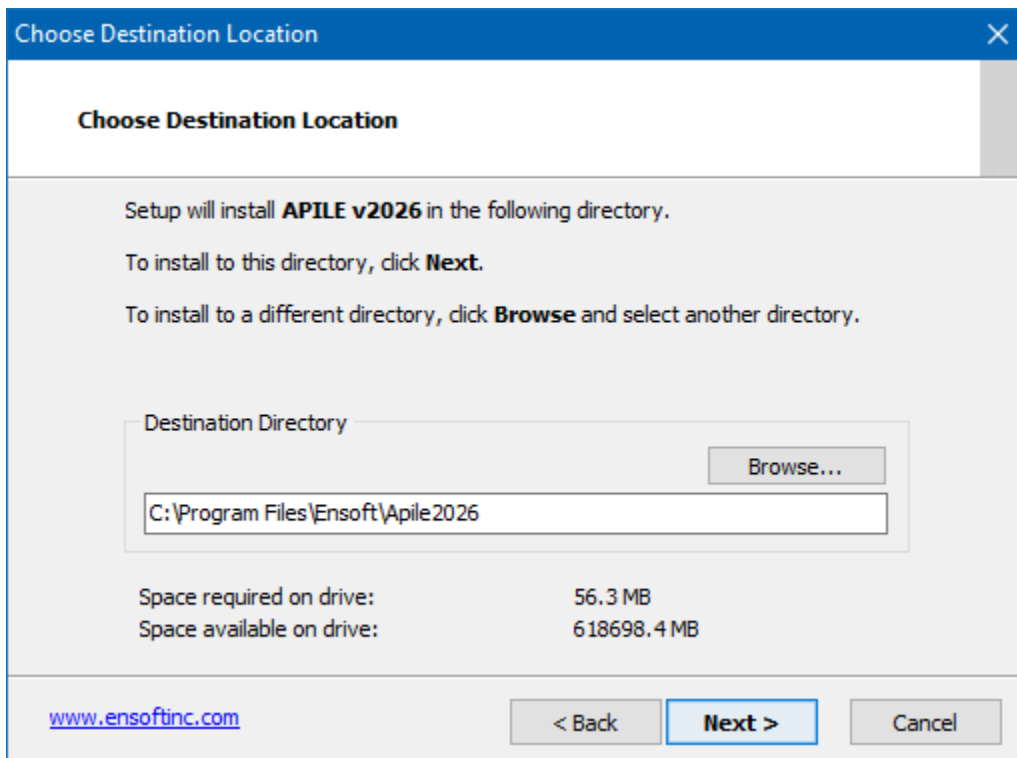 Choose Destination Location
Choose Destination Location
Setup will install APILE v2026 in the following directory.
To install to this directory, click Next.
To install to a different directory, click Browse and select another directory.
Destination Directory
Browse...
C:\Program Files\Ensoft\Apile2026
Space required on drive: 56.3 MB
Space available on drive: 618698.4 MB
www.ensoftinc.com < Back Next > Cancel